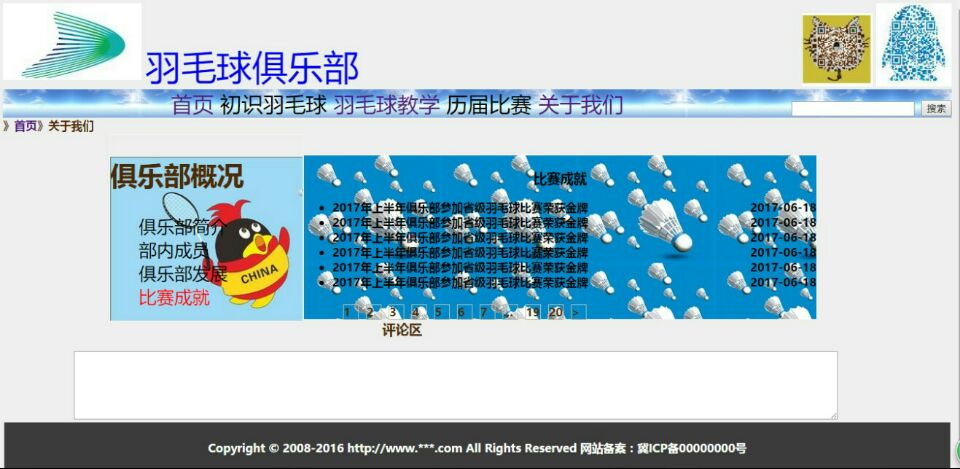 羽毛球俱乐部
首页 初识羽毛球 羽毛球教学 历届比赛 关于我们
搜索
》首页》关于我们
俱乐部概况
俱乐部简介
部内成员
俱乐部发展
比赛成就
CHINA
比赛成就
2017年上半年俱乐部参加省级羽毛球比赛荣获金牌 2017-06-18
2017年上半年俱乐部参加省级羽毛球比赛荣获金牌 2017-06-18
2017年上半年俱乐部参加省级羽毛球比赛荣获金牌 2017-06-18
2017年上半年俱乐部参加省级羽毛球比赛荣获金牌 2017-06-18
2017年上半年俱乐部参加省级羽毛球比赛荣获金牌 2017-06-18
2017年上半年俱乐部参加省级羽毛球比赛荣获金牌 2017-06-18
1 2 3 4 5 6 7 ... 19 20 >
评论区
Copyright © 2008-2016 http://www.***.com All Rights Reserved 网站备案：冀ICP备00000000号